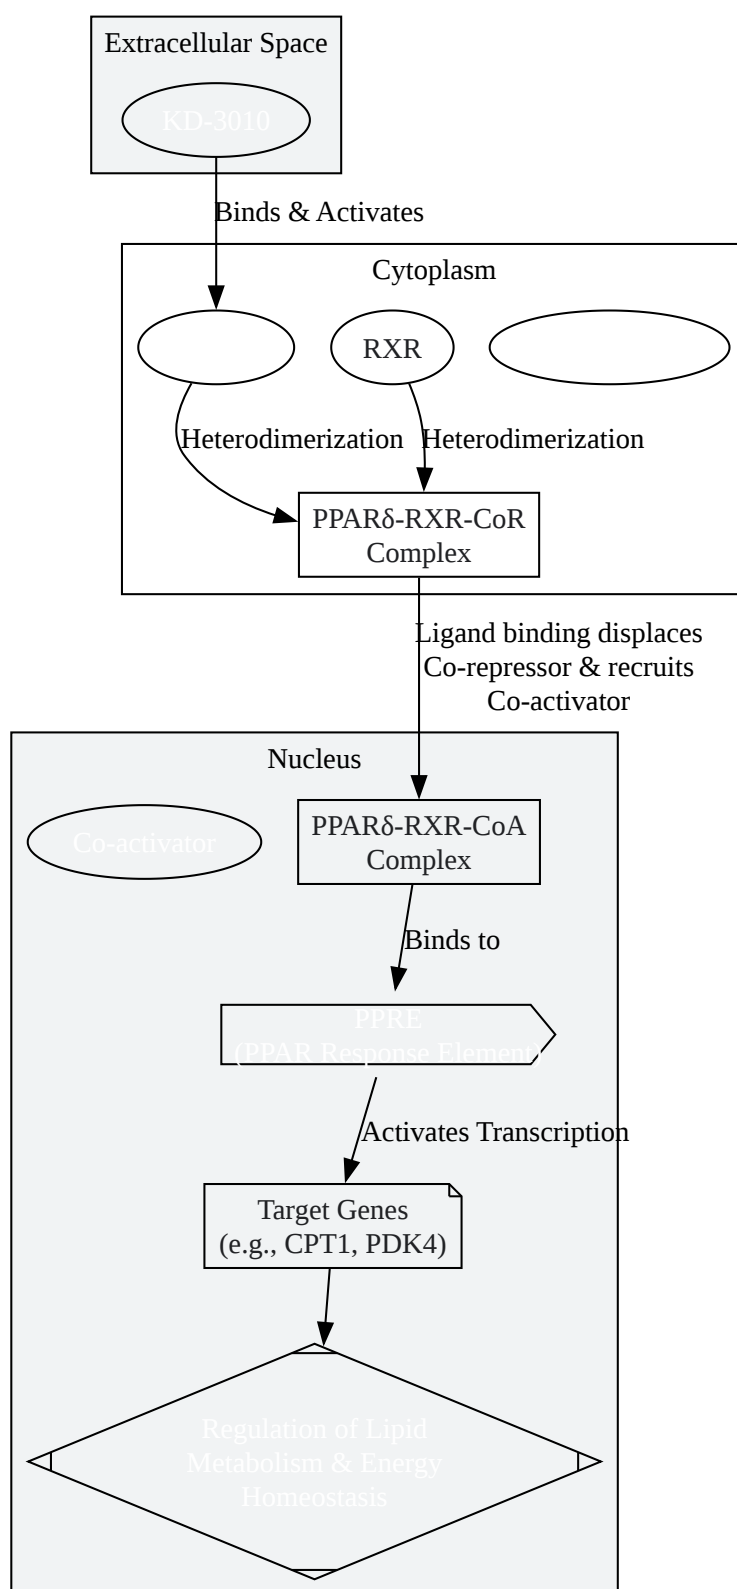 Extracellular Space
KD-3010
Binds & Activates
Cytoplasm
RXR
Heterodimerization
Heterodimerization
PPARδ-RXR-CoR
Complex
Ligand binding displaces
Co-repressor & recruits
Co-activator
Nucleus
Co-activator
PPARδ-RXR-CoA
Complex
Binds to
PPRE
(PPAR Response Element)
Activates Transcription
Target Genes
(e.g., CPT1, PDK4)
Regulation of Lipid
Metabolism & Energy
Homeostasis